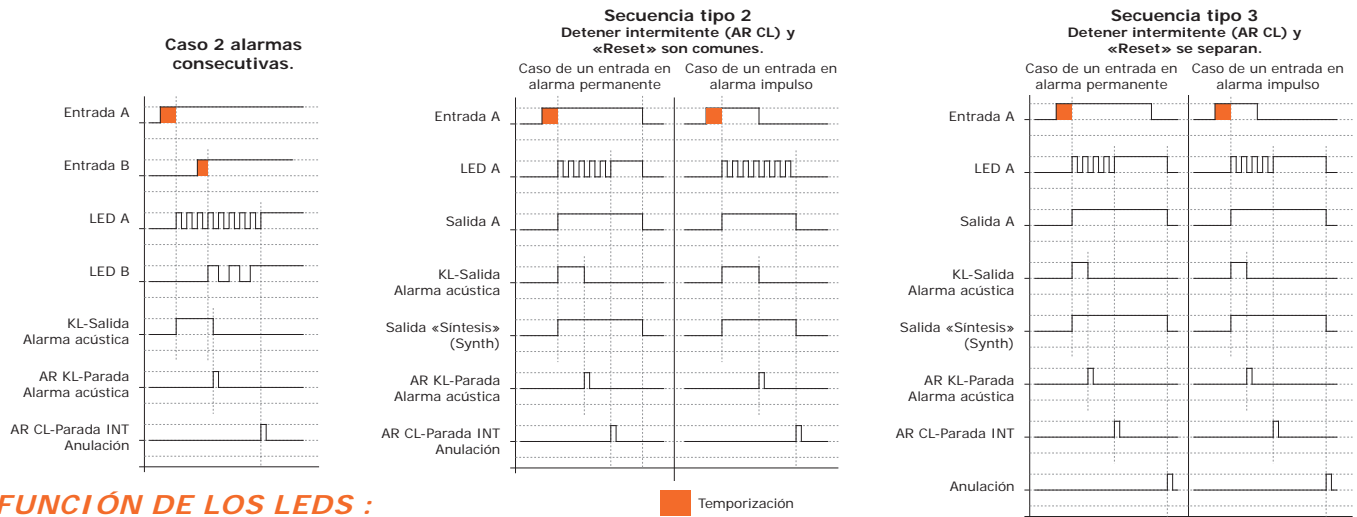 Caso 2 alarmas
consecutivas.
Entrada A
Entrada B
LED A
LED B
KL-Salida
Alarma acústica
AR KL-Parada
Alarma acústica
AR CL-Parada INT
Anulación
Secuencia tipo 2
Detener intermitente (AR CL) y
«Reset» son comunes.
Caso de un entrada en
alarma permanente
Caso de un entrada en
alarma impulso
Entrada A
LED A
Salida A
KL-Salida
Alarma acústica
Salida «Síntesis»
(Synth)
AR KL-Parada
Alarma acústica
AR CL-Parada INT
Anulación
Secuencia tipo 3
Detener intermitente (AR CL) y
«Reset» se separan.
Caso de un entrada en
alarma permanente
Caso de un entrada en
alarma impulso
Entrada A
LED A
Salida A
KL-Salida
Alarma acústica
Salida «Síntesis»
(Synth)
AR KL-Parada
Alarma acústica
AR CL-Parada INT
Anulación
FUNCIÓN DE LOS LEDS :
Temporización